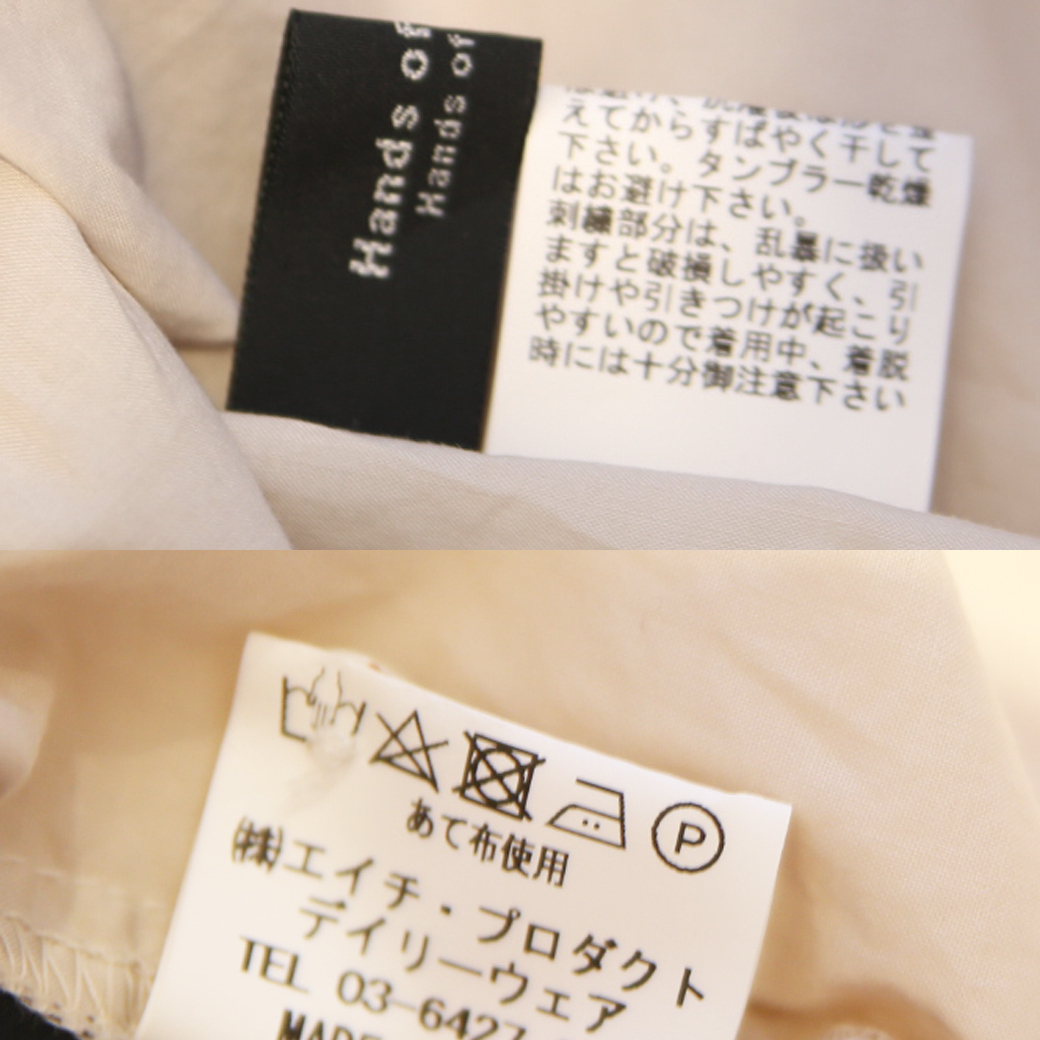 Hands of
Hands of
えてからすばやく干して
下さい。タンブラー乾燥
はお避け下さい。
刺繍部分は、乱暴に扱い
ますと破損しやすく、引
掛けや引きつけが起こり
やすいので着用中、着脱
時には十分御注意下さい
P
あて布使用
㈱エイチ・プロダクト
デイリーウェア
TEL 03-6427
MADE